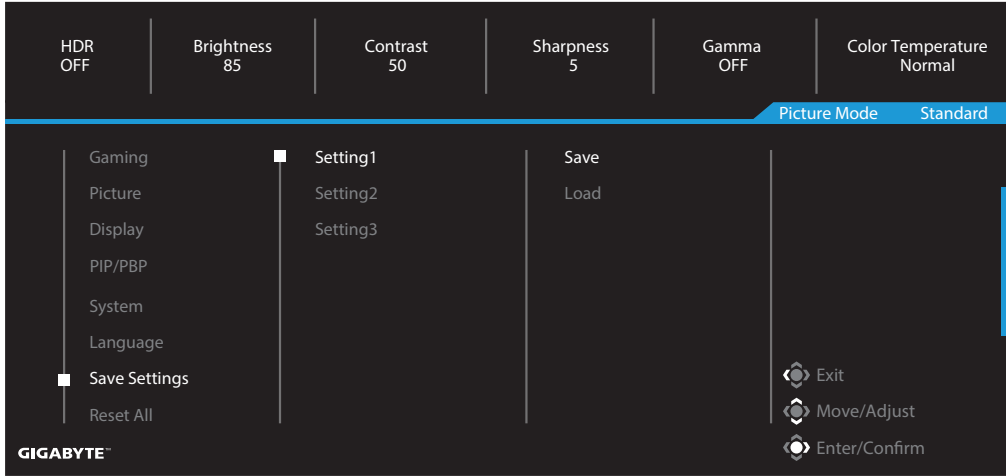 HDR
OFF
Brightness
85
Contrast
50
Sharpness
5
Gamma
OFF
Color Temperature
Normal
Picture Mode Standard
Gaming
Picture
Display
PIP/PBP
System
Language
Save Settings
Reset All
Setting1
Setting2
Setting3
Save
Load
Exit
Move/Adjust
Enter/Confirm
GIGABYTE™